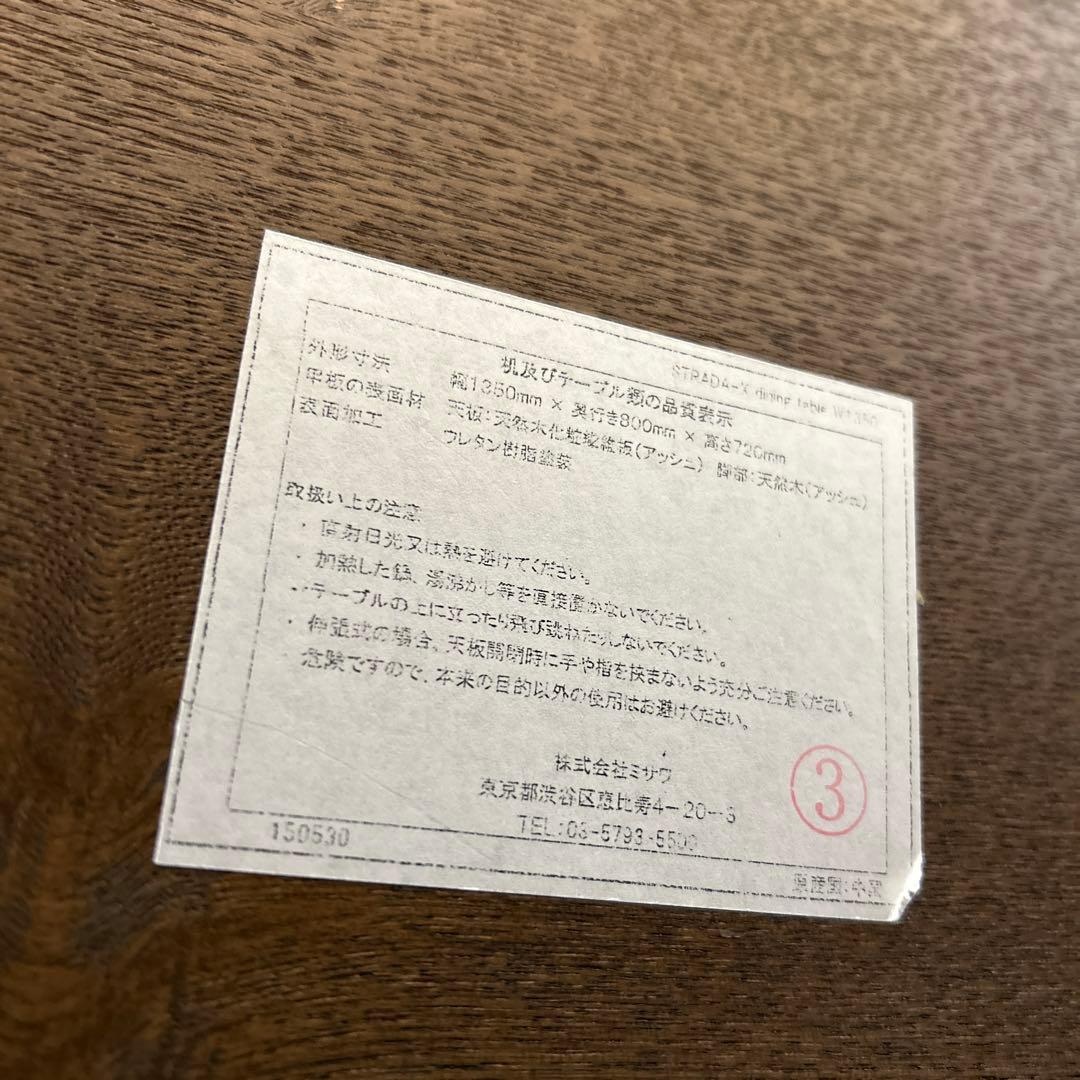 STRADA-X dining table W1350
机及びテーブル類の品質表示
外形寸法 幅1350mm × 奥行き800mm × 高さ720mm
甲板の表面材 天板：天然木化粧繊維板（アッシュ） 脚部：天然木（アッシュ）
表面加工 ウレタン樹脂塗装
取扱い上の注意
・ 直射日光又は熱を避けてください。
・ 加熱した鍋、湯沸かし等を直接置かないでください。
・ テーブルの上に立ったり飛び跳ねたりしないでください。
・ 伸張式の場合、天板開閉時に手や指を挟まないよう充分ご注意ください。
・ 危険ですので、本来の目的以外の使用はお避けください。
株式会社ミサワ
東京都渋谷区恵比寿4-20-3
TEL:03-5793-5500
③
150530
原産国：中国